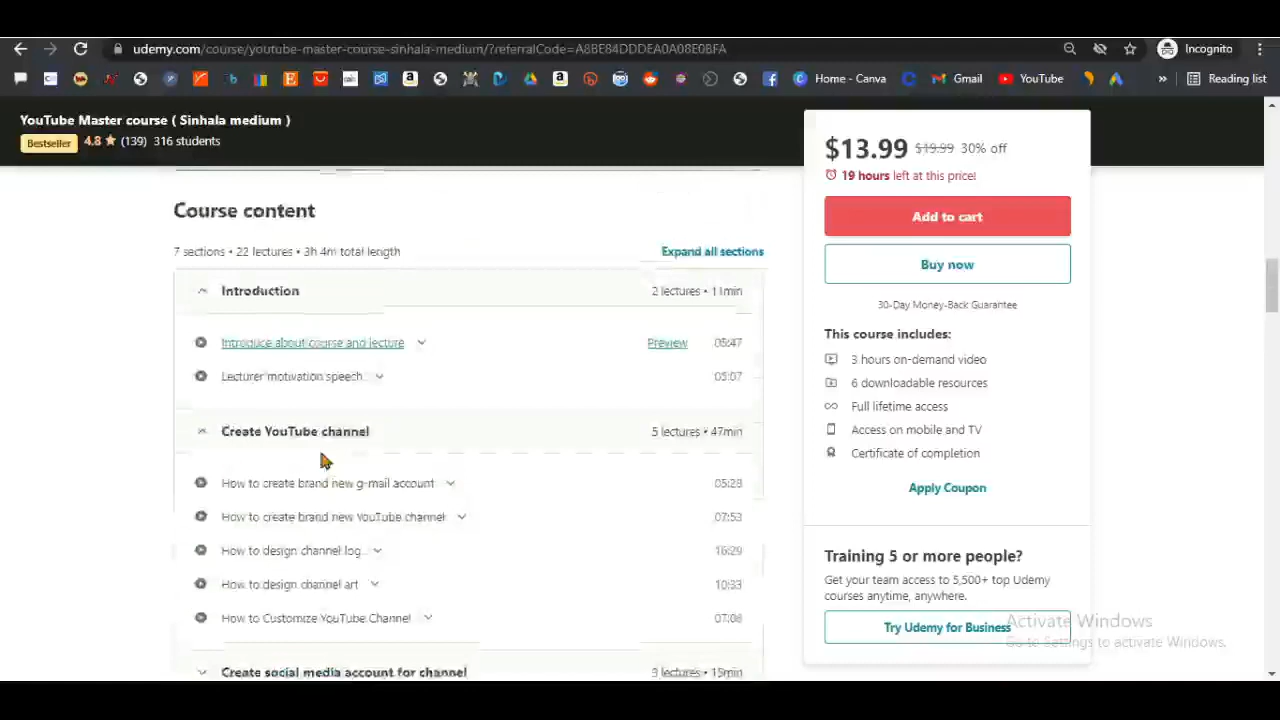 udemy.com/course/youtube-master-course-sinhala-medium/?referralCode=A8BE84DDDEA0A08E0BFA
Incognito
Home - Canva
Gmail
YouTube
»
Reading list
YouTube Master course ( Sinhala medium )
Bestseller 4.8 ★ (139) 316 students
$13.99 $19.99 30% off
19 hours left at this price!
Add to cart
Buy now
30-Day Money-Back Guarantee
This course includes:
3 hours on-demand video
6 downloadable resources
Full lifetime access
Access on mobile and TV
Certificate of completion
Apply Coupon
Training 5 or more people?
Get your team access to 5,500+ top Udemy
courses anytime, anywhere.
Try Udemy for Business
Course content
7 sections • 22 lectures • 3h 4m total length
Expand all sections
Introduction 2 lectures • 11min
Introduce about course and lecture Preview 05:47
Lecturer motivation speech 05:07
Create YouTube channel 5 lectures • 47min
How to create brand new g-mail account 05:28
How to create brand new YouTube channel 07:53
How to design channel log 16:29
How to design channel art 10:33
How to Customize YouTube Channel 07:06
Create social media account for channel 3 lectures • 15min
Activate Windows
Go to Settings to activate Windows.